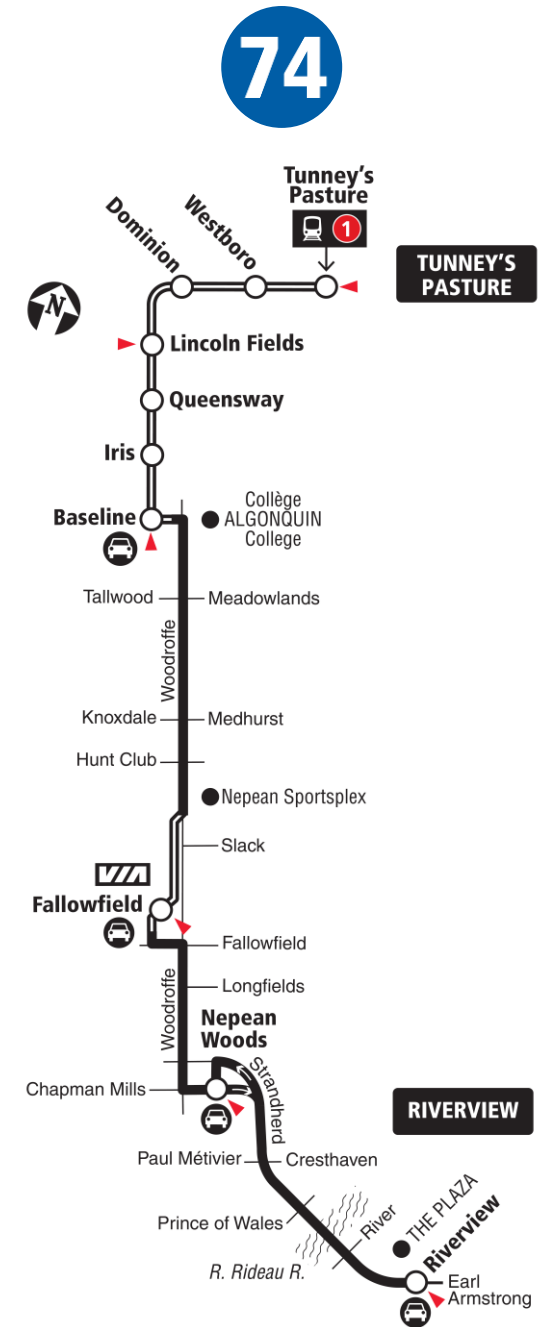 74
Tunney's
Pasture
1
Dominion
Westboro
TUNNEY'S
PASTURE
N
Lincoln Fields
Queensway
Iris
Baseline
Collège
ALGONQUIN
College
Tallwood
Meadowlands
Woodroffe
Knoxdale
Medhurst
Hunt Club
Nepean Sportsplex
Slack
VIA
Fallowfield
Fallowfield
Longfields
Woodroffe
Nepean
Woods
Strandherd
Chapman Mills
RIVERVIEW
Paul Métivier
Cresthaven
Prince of Wales
River
THE PLAZA
Riverview
R. Rideau R.
Earl
Armstrong